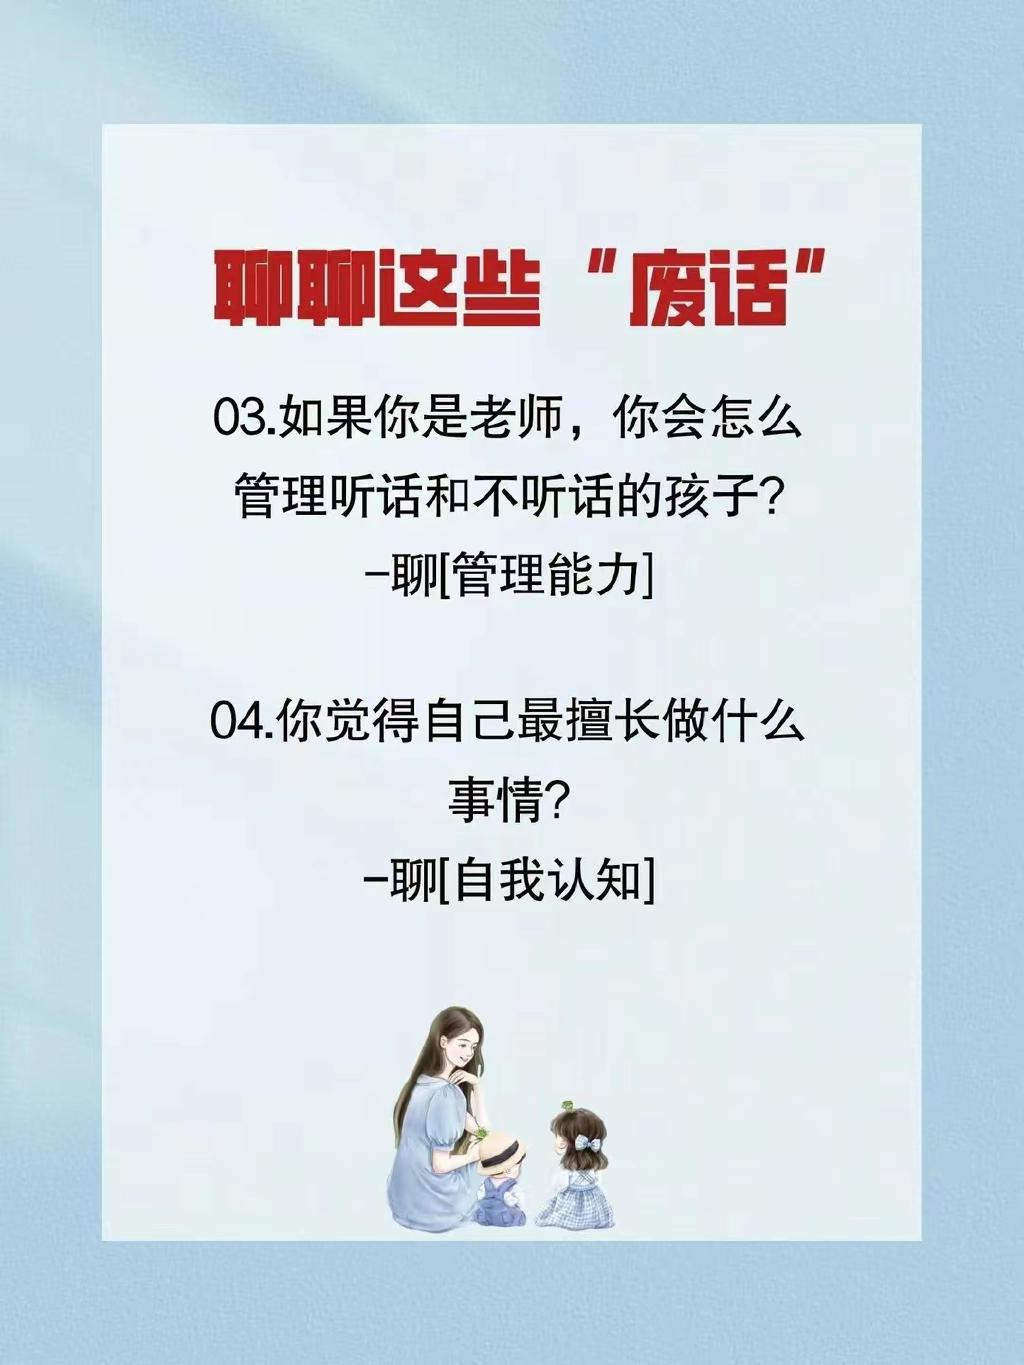 聊聊这些“废话”
03.如果你是老师，你会怎么
管理听话和不听话的孩子?
-聊[管理能力]
04.你觉得自己最擅长做什么
事情?
-聊[自我认知]